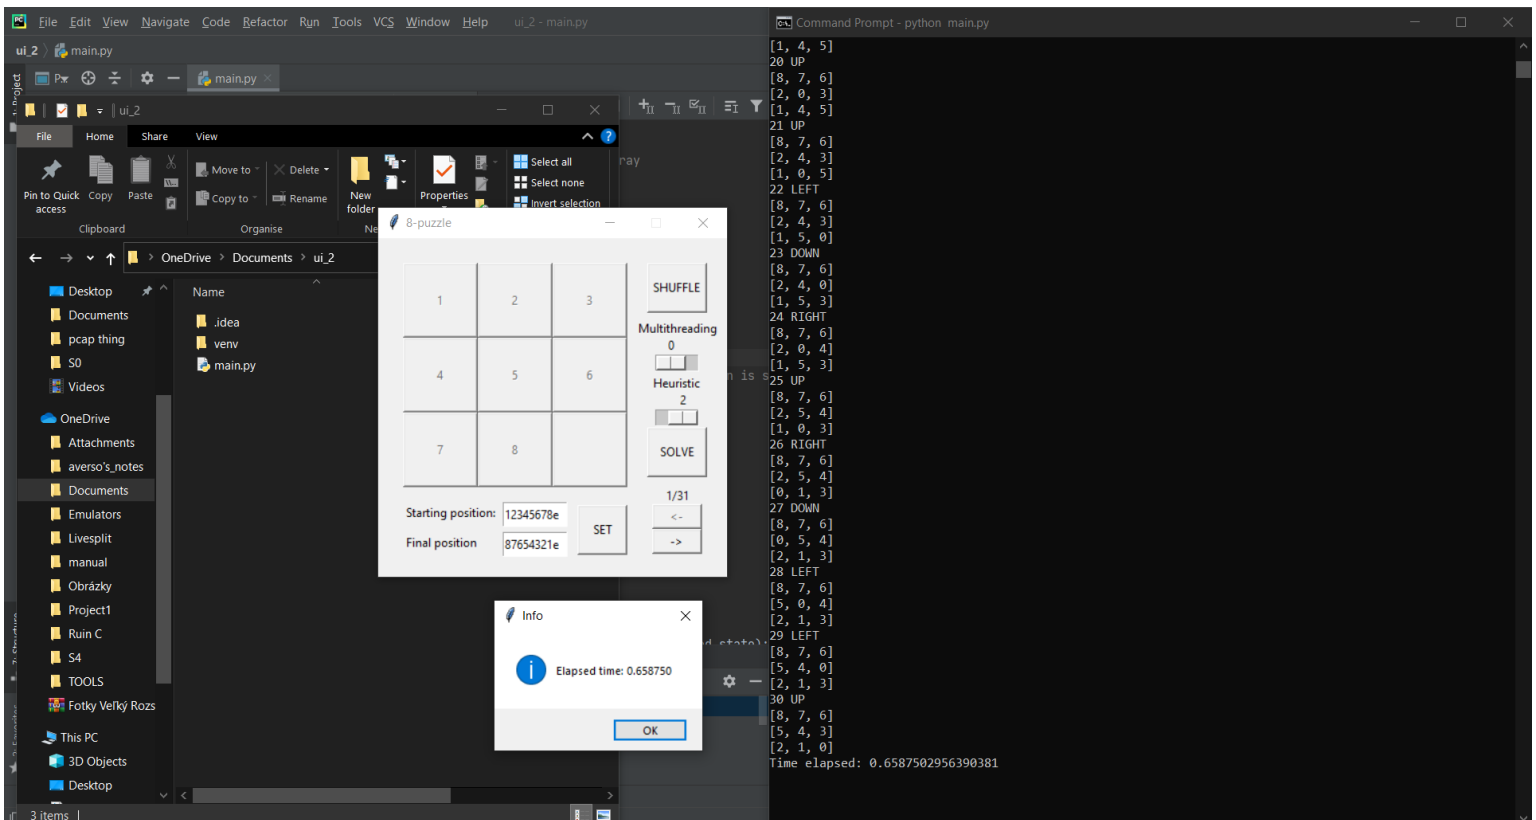 File Edit View Navigate Code Refactor Run Tools VCS Window Help ui_2 - main.py
ui_2 main.py
main.py
1: Project
ui_2
File Home Share View
Pin to Quick access
Copy
Paste
Move to
Copy to
Delete
Rename
New folder
Properties
Select all
Select none
Invert selection
Clipboard
Organise
Ne
ray
OneDrive > Documents > ui_2
Desktop
Documents
pcap thing
S0
Videos
OneDrive
Attachments
averso's_notes
Documents
Emulators
Livesplit
manual
Obrázky
Project1
Ruin C
S4
TOOLS
Fotky Veľký Rozs
This PC
3D Objects
Desktop
Name
.idea
venv
main.py
3 items
n is s
8-puzzle
1 2 3
4 5 6
7 8
SHUFFLE
Multithreading
0
Heuristic
2
SOLVE
1/31
<-
->
Starting position: 12345678e
Final position 87654321e
SET
Info
Elapsed time: 0.658750
OK
Command Prompt - python main.py
[1, 4, 5]
20 UP
[8, 7, 6]
[2, 0, 3]
[1, 4, 5]
21 UP
[8, 7, 6]
[2, 4, 3]
[1, 0, 5]
22 LEFT
[8, 7, 6]
[2, 4, 3]
[1, 5, 0]
23 DOWN
[8, 7, 6]
[2, 4, 0]
[1, 5, 3]
24 RIGHT
[8, 7, 6]
[2, 0, 4]
[1, 5, 3]
25 UP
[8, 7, 6]
[2, 5, 4]
[1, 0, 3]
26 RIGHT
[8, 7, 6]
[2, 5, 4]
[0, 1, 3]
27 DOWN
[8, 7, 6]
[0, 5, 4]
[2, 1, 3]
28 LEFT
[8, 7, 6]
[5, 0, 4]
[2, 1, 3]
29 LEFT
[8, 7, 6]
[5, 4, 0]
[2, 1, 3]
30 UP
[8, 7, 6]
[5, 4, 3]
[2, 1, 0]
Time elapsed: 0.6587502956390381